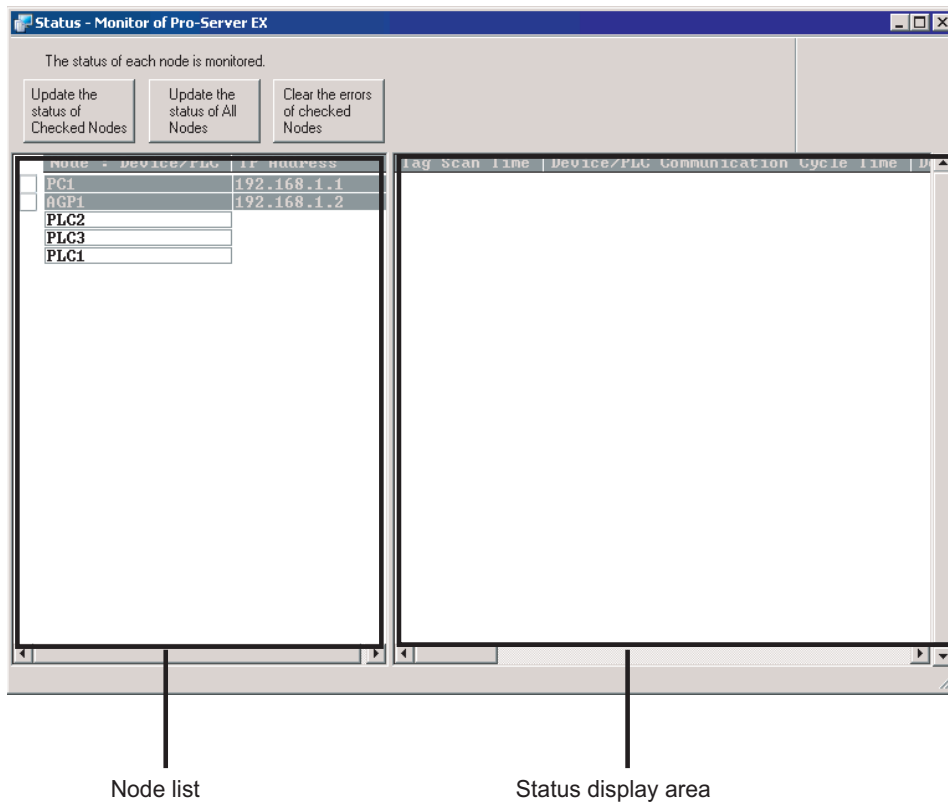 Status - Monitor of Pro-Server EX
The status of each node is monitored.
Update the status of Checked Nodes
Update the status of All Nodes
Clear the errors of checked Nodes
Node : Device/PLC IP Address
Tag Scan Time Device/PLC Communication Cycle Time
PC1 192.168.1.1
AGP1 192.168.1.2
PLC2
PLC3
PLC1
Node list
Status display area